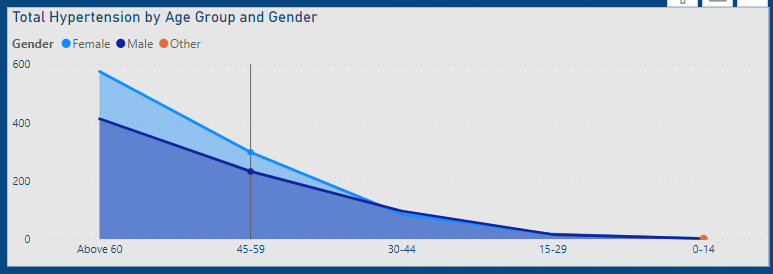 Total Hypertension by Age Group and Gender
Gender Female Male Other
600
400
200
0
Above 60 45-59 30-44 15-29 0-14